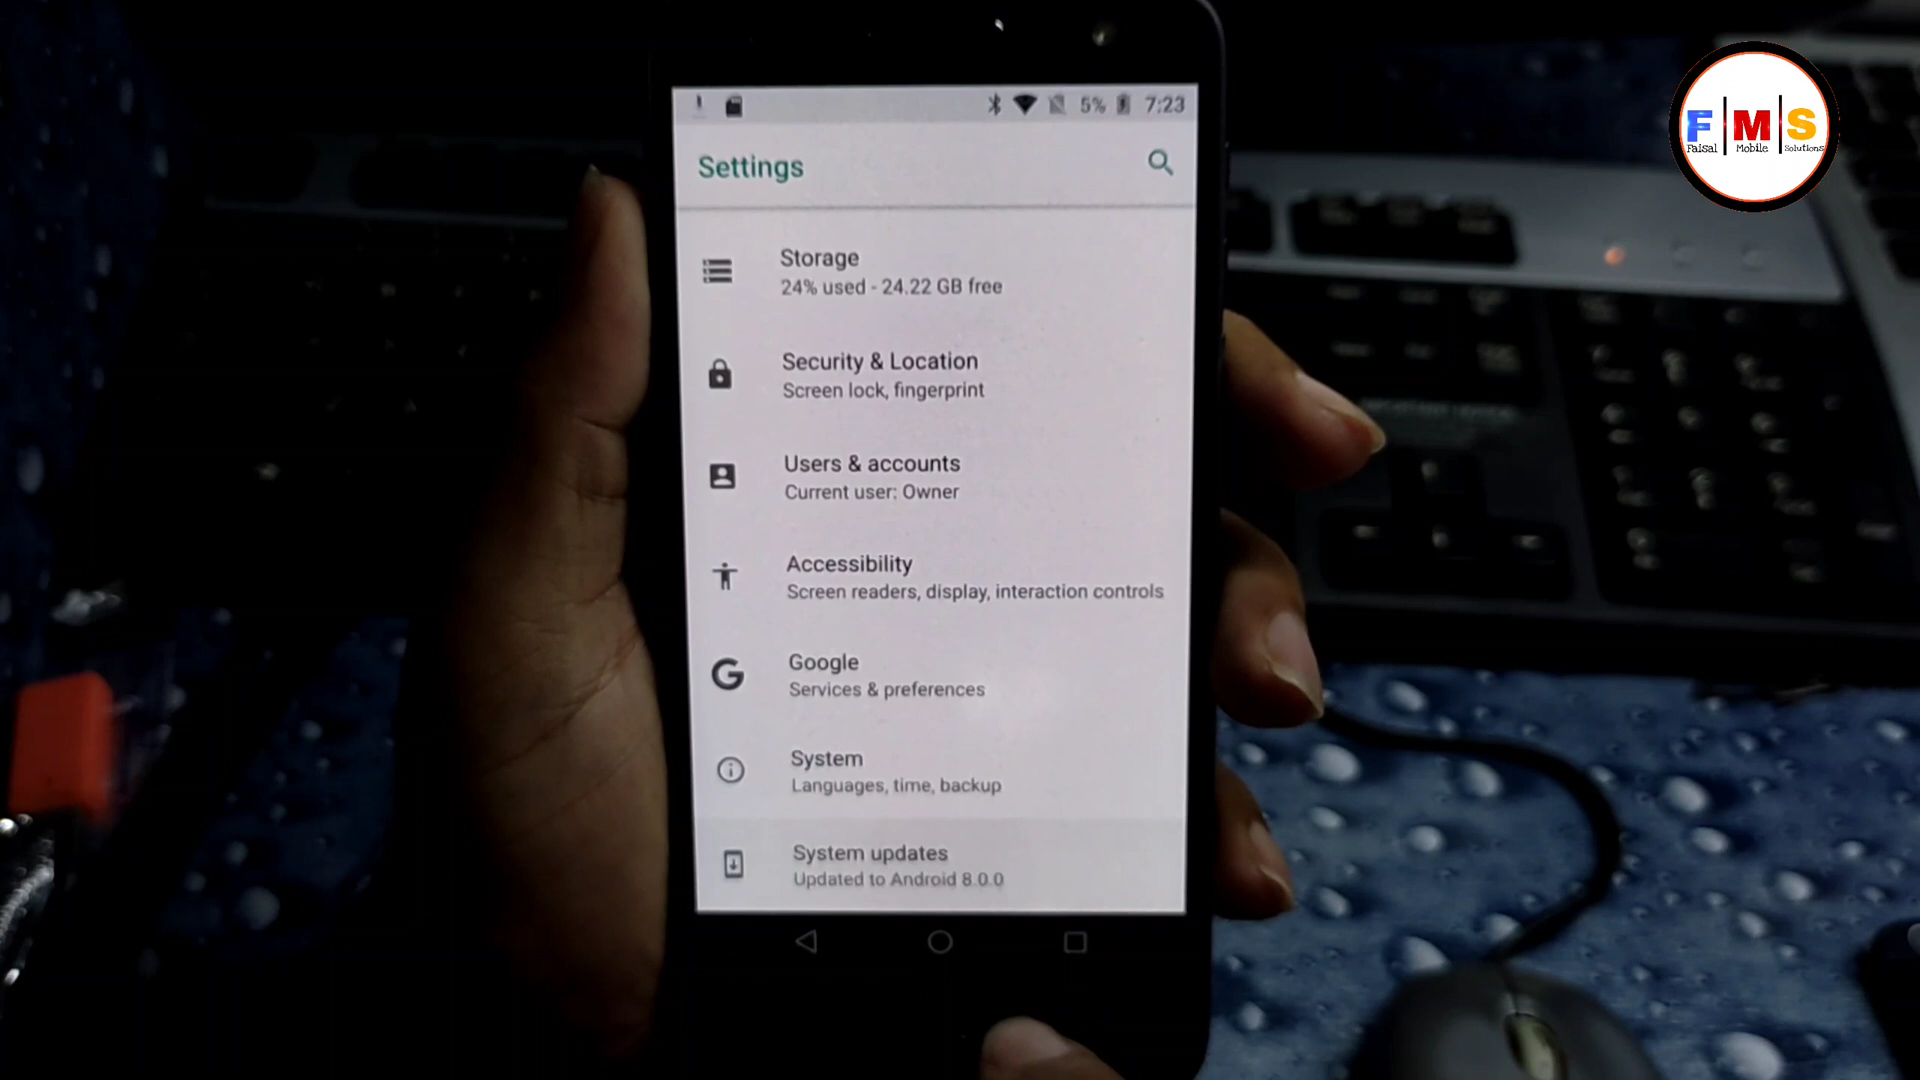 5% 7:23
Settings
Storage
24% used - 24.22 GB free
Security & Location
Screen lock, fingerprint
Users & accounts
Current user: Owner
Accessibility
Screen readers, display, interaction controls
Google
Services & preferences
System
Languages, time, backup
System updates
Updated to Android 8.0.0
F|M|S
Faisal Mobile Solutions